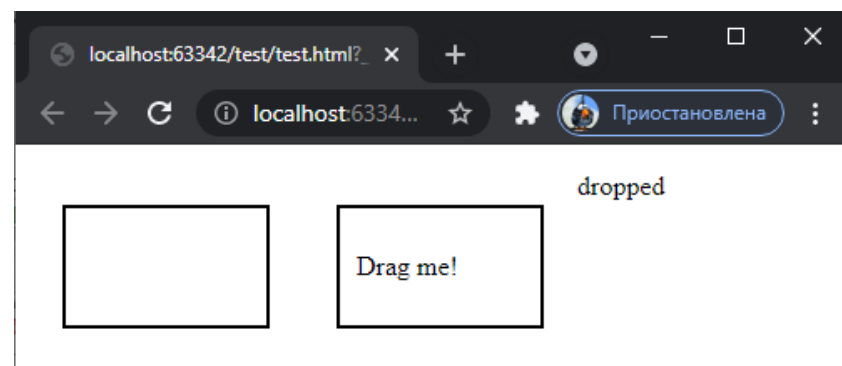 localhost:63342/test/test.html?_
localhost:6334...
Приостановлена
dropped
Drag me!